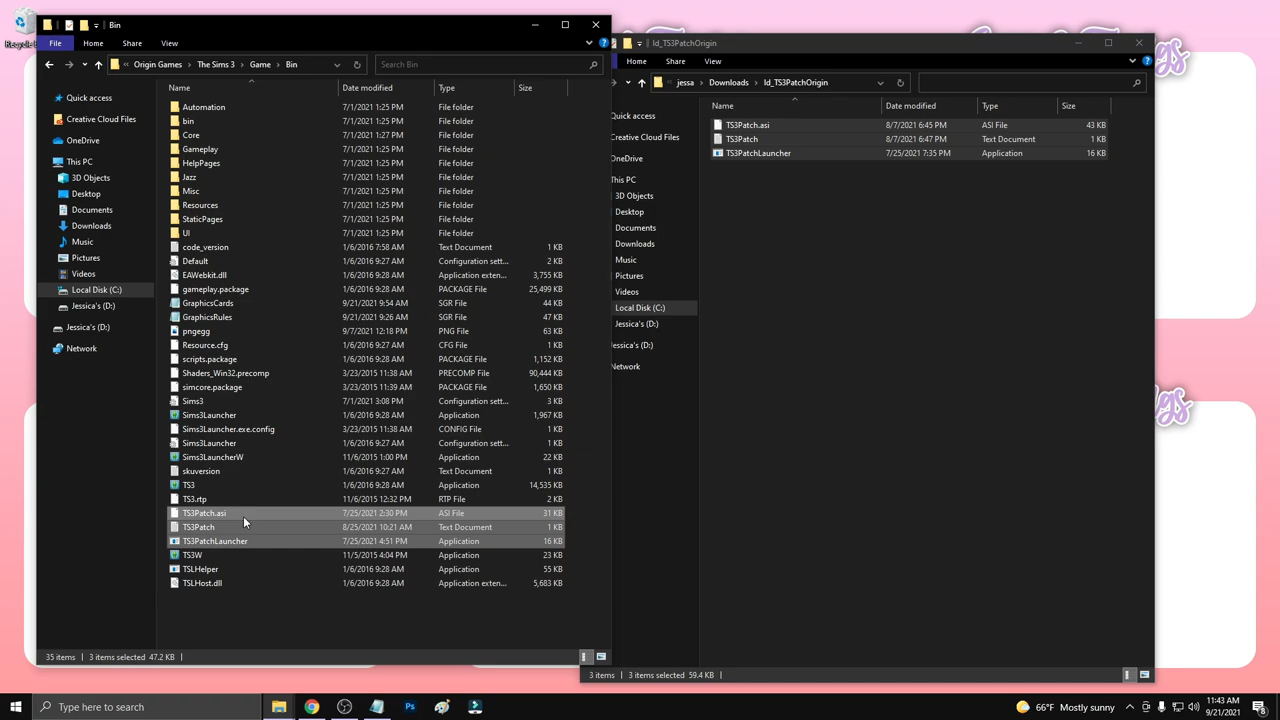 Recycle B
Bin
File Home Share View
Origin Games The Sims 3 Game Bin
Search Bin
Quick access
Creative Cloud Files
OneDrive
This PC
3D Objects
Desktop
Documents
Downloads
Music
Pictures
Videos
Local Disk (C:)
Jessica's (D:)
Jessica's (D:)
Network
Name Date modified Type Size
Automation 7/1/2021 1:25 PM File folder
bin 7/1/2021 1:25 PM File folder
Core 7/1/2021 1:27 PM File folder
Gameplay 7/1/2021 1:25 PM File folder
HelpPages 7/1/2021 1:25 PM File folder
Jazz 7/1/2021 1:25 PM File folder
Misc 7/1/2021 1:25 PM File folder
Resources 7/1/2021 1:25 PM File folder
StaticPages 7/1/2021 1:25 PM File folder
UI 7/1/2021 1:25 PM File folder
code_version 1/6/2016 7:58 AM Text Document 1 KB
Default 1/6/2016 9:27 AM Configuration sett... 2 KB
EAWebkit.dll 1/6/2016 9:28 AM Application exten... 3,755 KB
gameplay.package 1/6/2016 9:28 AM PACKAGE File 25,499 KB
GraphicsCards 9/21/2021 9:54 AM SGR File 44 KB
GraphicsRules 9/21/2021 9:26 AM SGR File 47 KB
pngegg 9/7/2021 12:18 PM PNG File 63 KB
Resource.cfg 1/6/2016 9:27 AM CFG File 1 KB
scripts.package 1/6/2016 9:28 AM PACKAGE File 1,152 KB
Shaders_Win32.precomp 3/23/2015 11:38 AM PRECOMP File 90,444 KB
simcore.package 3/23/2015 11:39 AM PACKAGE File 1,650 KB
Sims3 7/1/2021 3:08 PM Configuration sett... 3 KB
Sims3Launcher 1/6/2016 9:28 AM Application 1,967 KB
Sims3Launcher.exe.config 3/23/2015 11:38 AM CONFIG File 1 KB
Sims3Launcher 1/6/2016 9:27 AM Configuration sett... 1 KB
Sims3LauncherW 11/6/2015 1:00 PM Application 22 KB
skuversion 1/6/2016 9:27 AM Text Document 1 KB
TS3 1/6/2016 9:28 AM Application 14,535 KB
TS3.rtp 11/6/2015 12:32 PM RTP File 2 KB
TS3Patch.asi 7/25/2021 2:30 PM ASI File 31 KB
TS3Patch 8/25/2021 10:21 AM Text Document 1 KB
TS3PatchLauncher 7/25/2021 4:51 PM Application 16 KB
TS3W 11/5/2015 4:04 PM Application 23 KB
TSLHelper 1/6/2016 9:28 AM Application 55 KB
TSLHost.dll 1/6/2016 9:28 AM Application exten... 5,683 KB
35 items 3 items selected 47.2 KB
ld_TS3PatchOrigin
Home Share View
jessa Downloads ld_TS3PatchOrigin
Quick access
Creative Cloud Files
OneDrive
This PC
3D Objects
Desktop
Documents
Downloads
Music
Pictures
Videos
Local Disk (C:)
Jessica's (D:)
Jessica's (D:)
Network
Name Date modified Type Size
TS3Patch.asi 8/7/2021 6:45 PM ASI File 43 KB
TS3Patch 8/7/2021 6:47 PM Text Document 1 KB
TS3PatchLauncher 7/25/2021 7:35 PM Application 16 KB
3 items 3 items selected 59.4 KB
Type here to search
66°F Mostly sunny
11:43 AM
9/21/2021
8